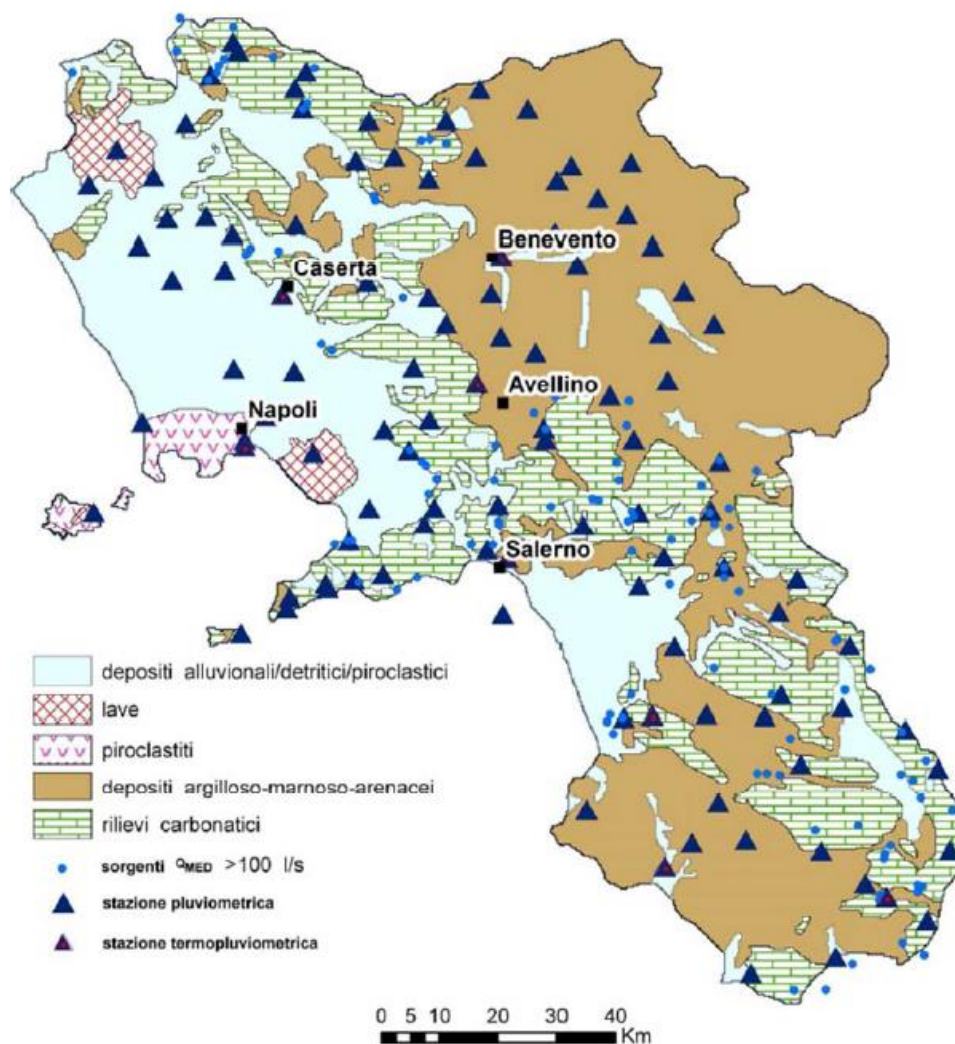 Benevento
Caserta
Avellino
Napoli
Salerno
depositi alluvionali/detritici/piroclastici
lave
piroclastiti
depositi argilloso-marnoso-arenacei
rilievi carbonatici
sorgenti QMED >100 l/s
stazione pluviometrica
stazione termopluviometrica
0 5 10 20 30 40
Km